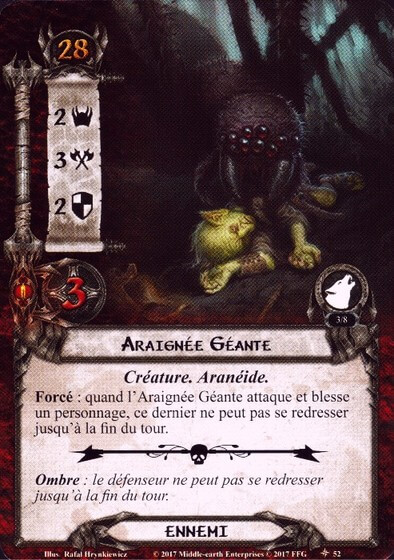 28
2
3
2
3
3/8
Araignée Géante
Créature. Aranéide.
Forcé : quand l'Araignée Géante attaque et blesse
un personnage, ce dernier ne peut pas se redresser
jusqu'à la fin du tour.
Ombre : le défenseur ne peut pas se redresser
jusqu'à la fin du tour.
ENNEMI
Illus. Rafał Hrynkiewicz © 2017 Middle-earth Enterprises © 2017 FFG 52